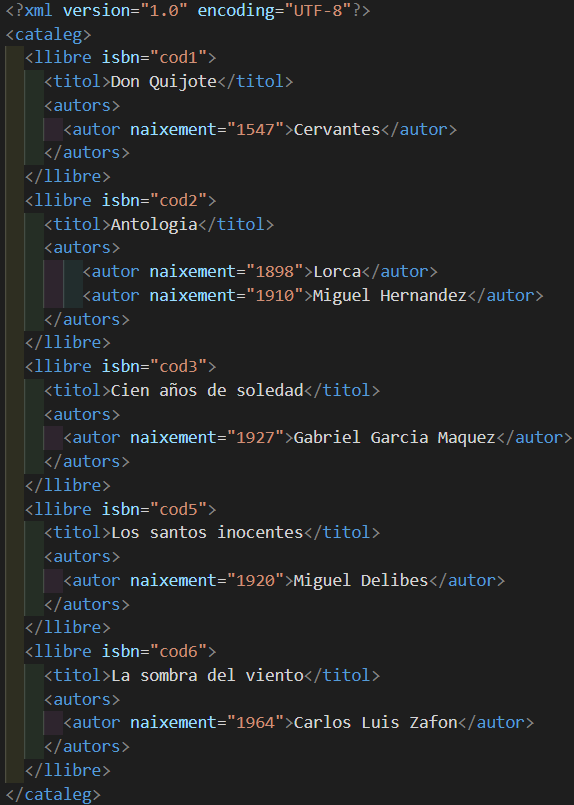 <?xml version="1.0" encoding="UTF-8"?>
<cataleg>
  <llibre isbn="cod1">
    <titol>Don Quijote</titol>
    <autors>
      <autor naixement="1547">Cervantes</autor>
    </autors>
  </llibre>
  <llibre isbn="cod2">
    <titol>Antologia</titol>
    <autors>
        <autor naixement="1898">Lorca</autor>
        <autor naixement="1910">Miguel Hernandez</autor>
    </autors>
  </llibre>
  <llibre isbn="cod3">
    <titol>Cien años de soledad</titol>
    <autors>
      <autor naixement="1927">Gabriel Garcia Maquez</autor>
    </autors>
  </llibre>
  <llibre isbn="cod5">
    <titol>Los santos inocentes</titol>
    <autors>
      <autor naixement="1920">Miguel Delibes</autor>
    </autors>
  </llibre>
  <llibre isbn="cod6">
    <titol>La sombra del viento</titol>
    <autors>
      <autor naixement="1964">Carlos Luis Zafon</autor>
    </autors>
  </llibre>
</cataleg>